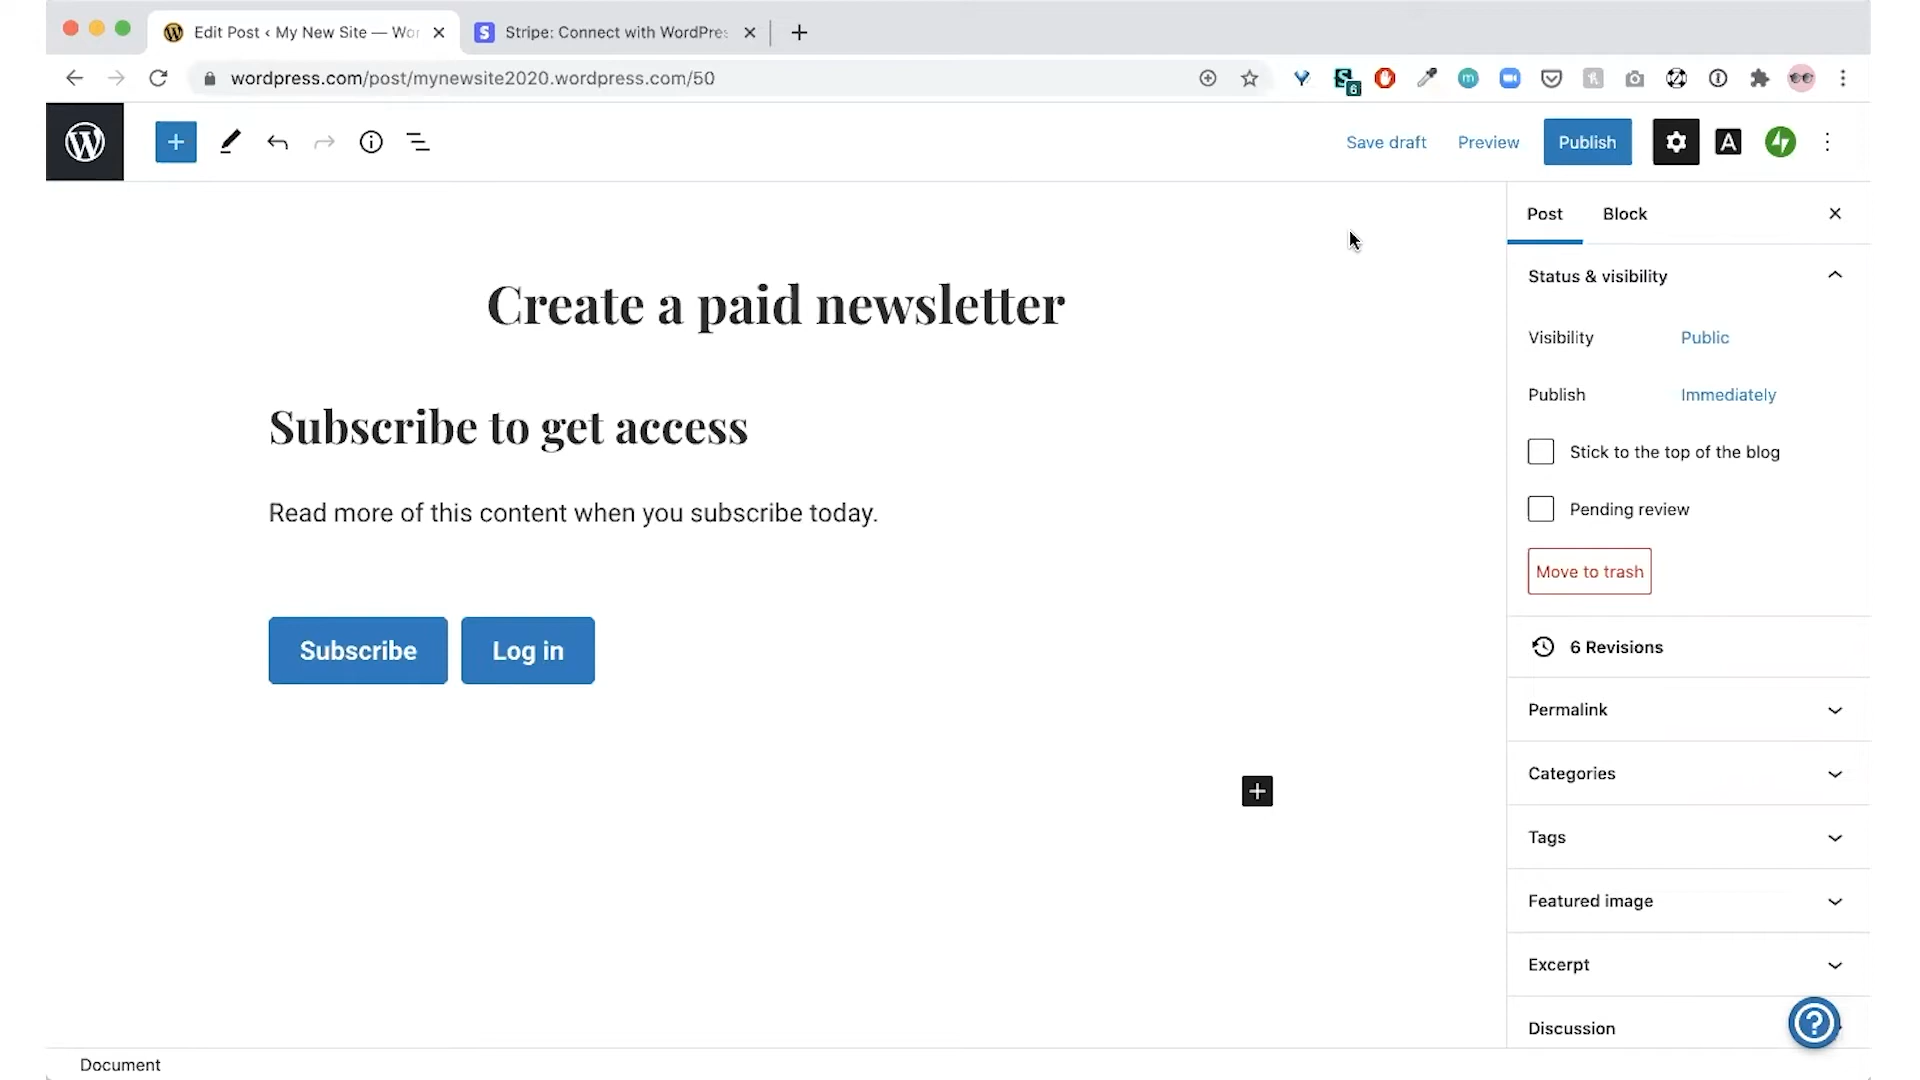 Edit Post ‹ My New Site — Wor
Stripe: Connect with WordPres
wordpress.com/post/mynewsite2020.wordpress.com/50
6
Save draft
Preview
Publish
Post
Block
Status & visibility
Create a paid newsletter
Visibility
Public
Publish
Immediately
Subscribe to get access
Stick to the top of the blog
Read more of this content when you subscribe today.
Pending review
Move to trash
Subscribe
Log in
6 Revisions
Permalink
Categories
Tags
Featured image
Excerpt
Discussion
Document